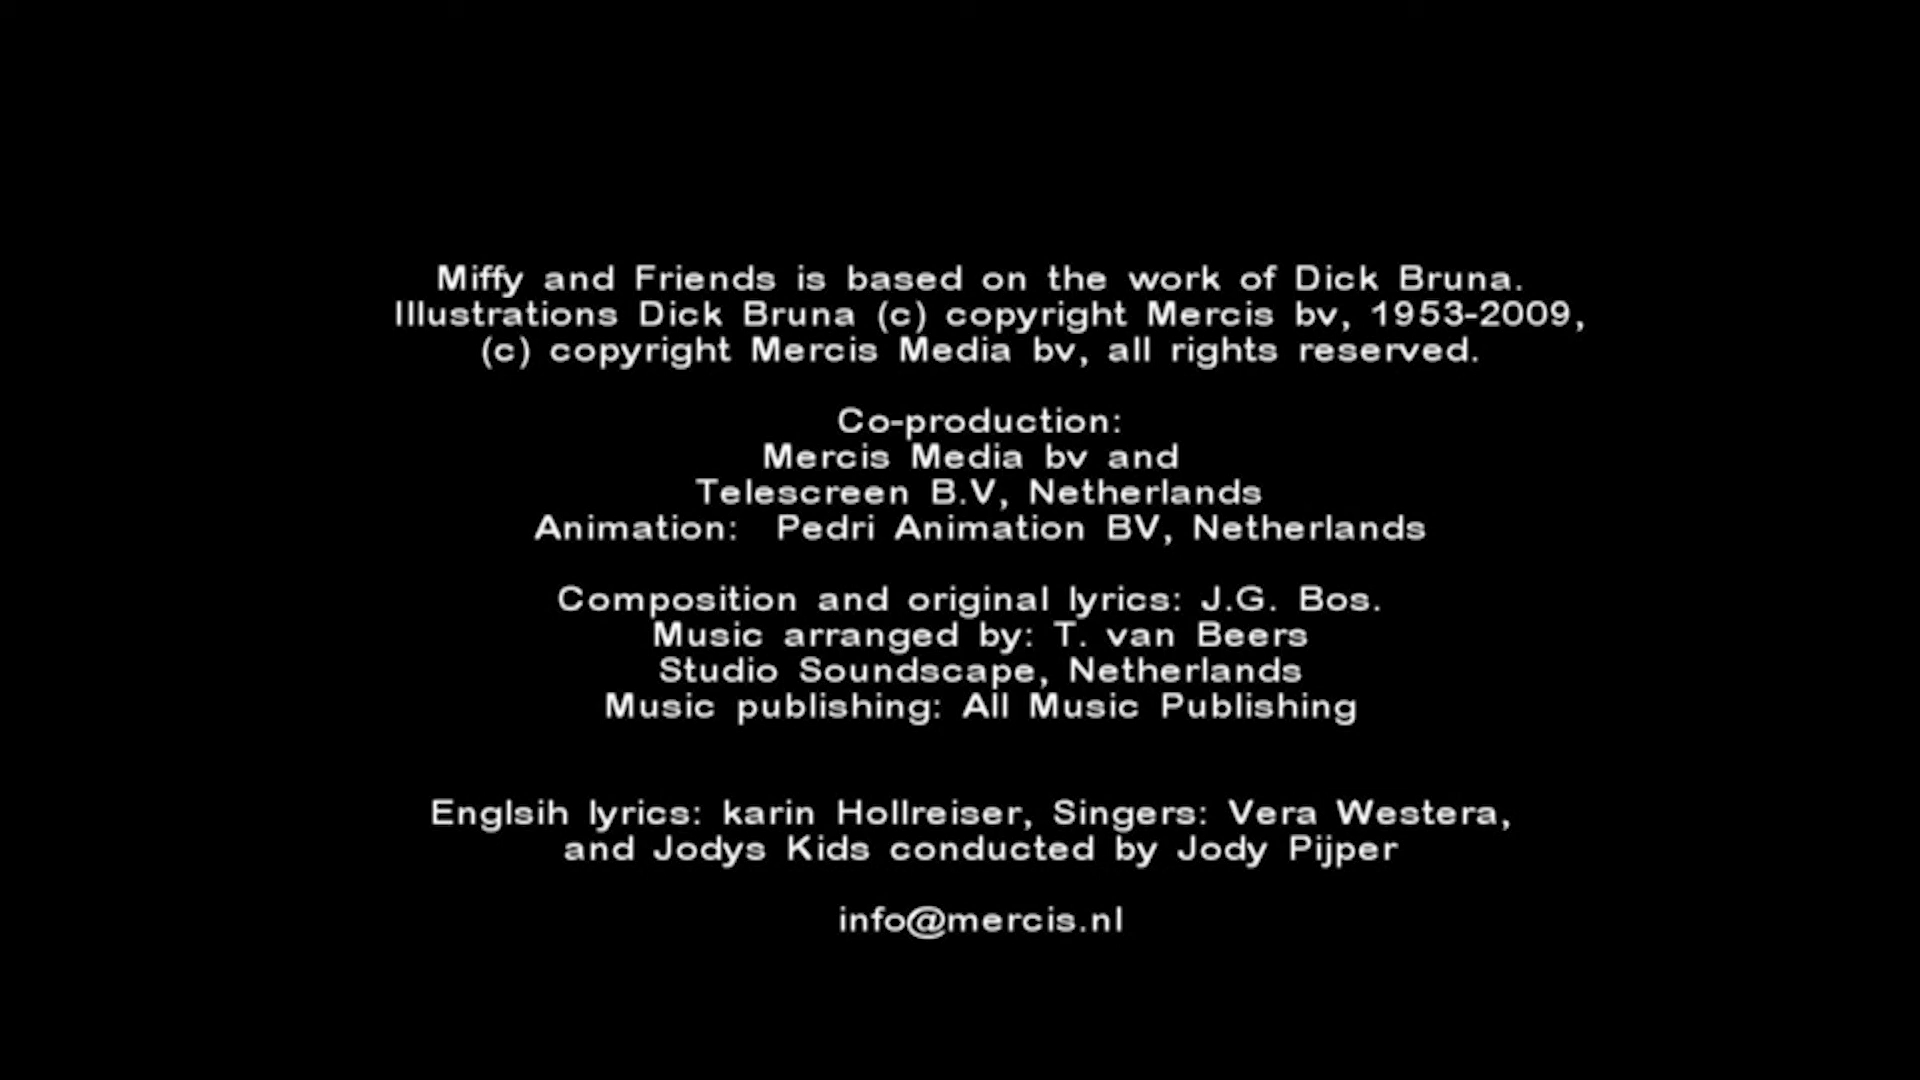 Miffy and Friends is based on the work of Dick Bruna.
Illustrations Dick Bruna (c) copyright Mercis bv, 1953-2009,
(c) copyright Mercis Media bv, all rights reserved.
Co-production:
Mercis Media bv and
Telescreen B.V, Netherlands
Animation: Pedri Animation BV, Netherlands
Composition and original lyrics: J.G. Bos.
Music arranged by: T. van Beers
Studio Soundscape, Netherlands
Music publishing: All Music Publishing
Englsih lyrics: karin Hollreiser, Singers: Vera Westera,
and Jodys Kids conducted by Jody Pijper
info@mercis.nl